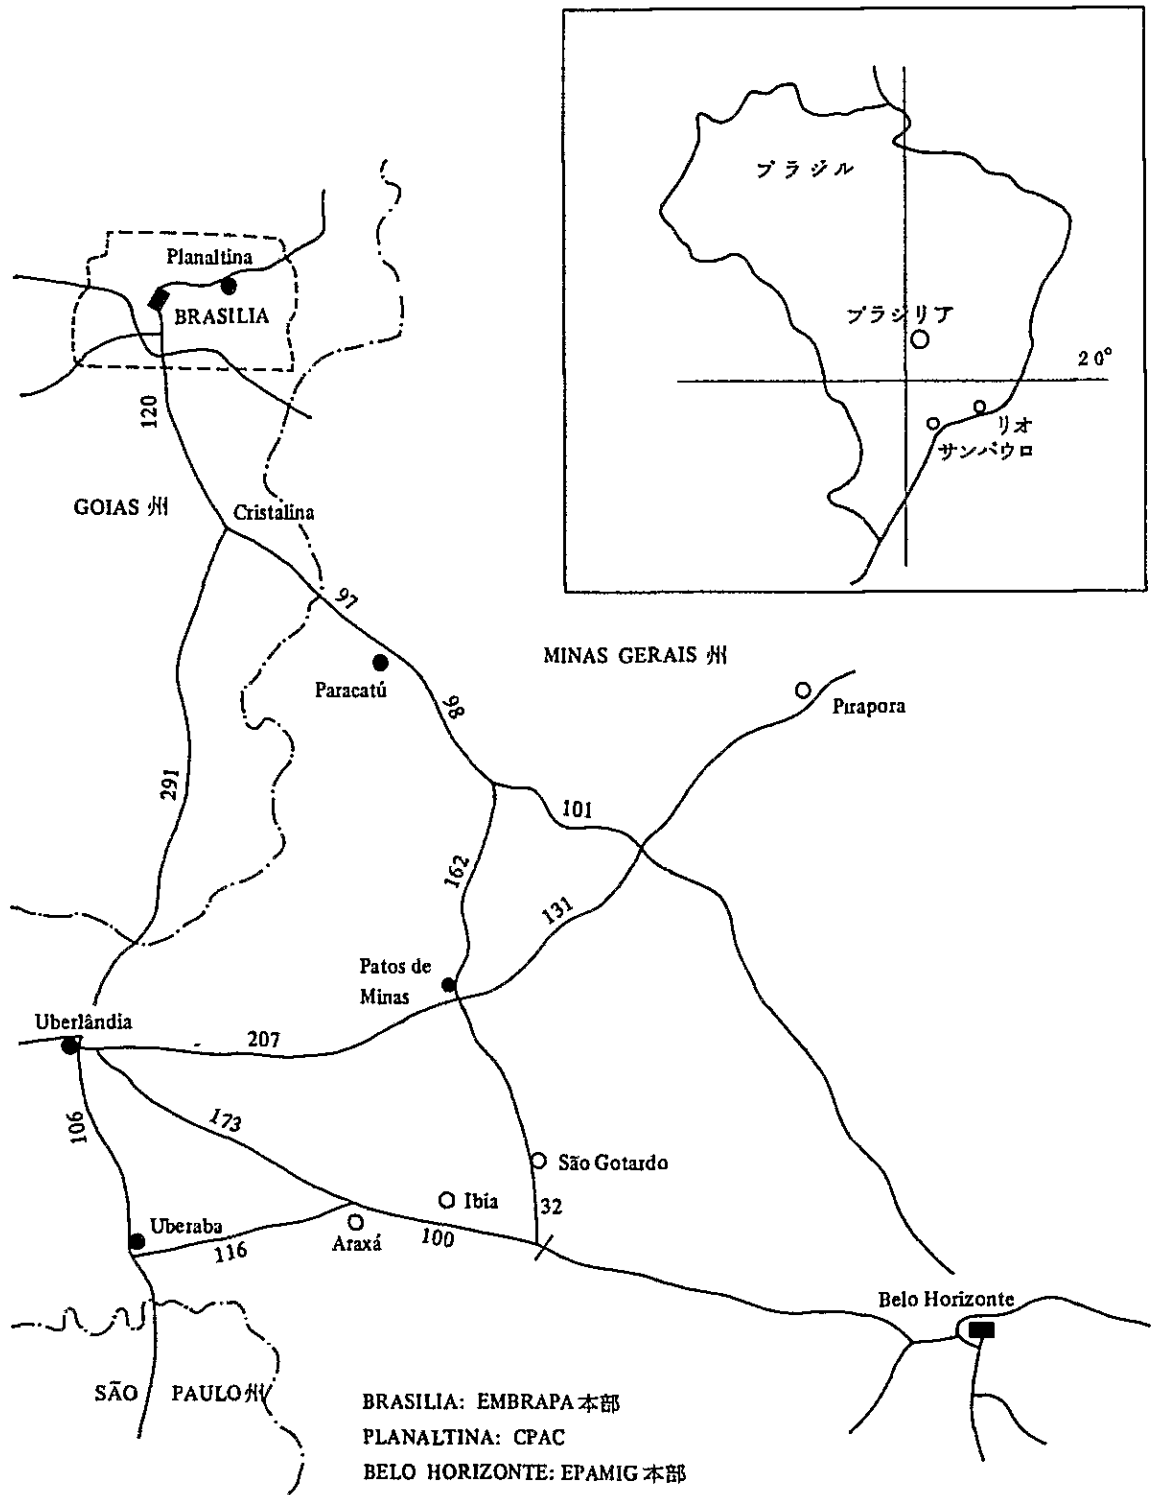 ブラジル
ブラジリア
20°
リオ
サンパウロ
Planaltina
BRASILIA
120
GOIAS 州
Cristalina
97
MINAS GERAIS 州
Paracatú
98
Pirapora
291
101
162
131
Patos de
Minas
Uberlândia
207
106
173
São Gotardo
Ibía
32
Uberaba
116
Araxá
100
Belo Horizonte
SÃO PAULO州
BRASILIA: EMBRAPA本部
PLANALTINA: CPAC
BELO HORIZONTE: EPAMIG本部